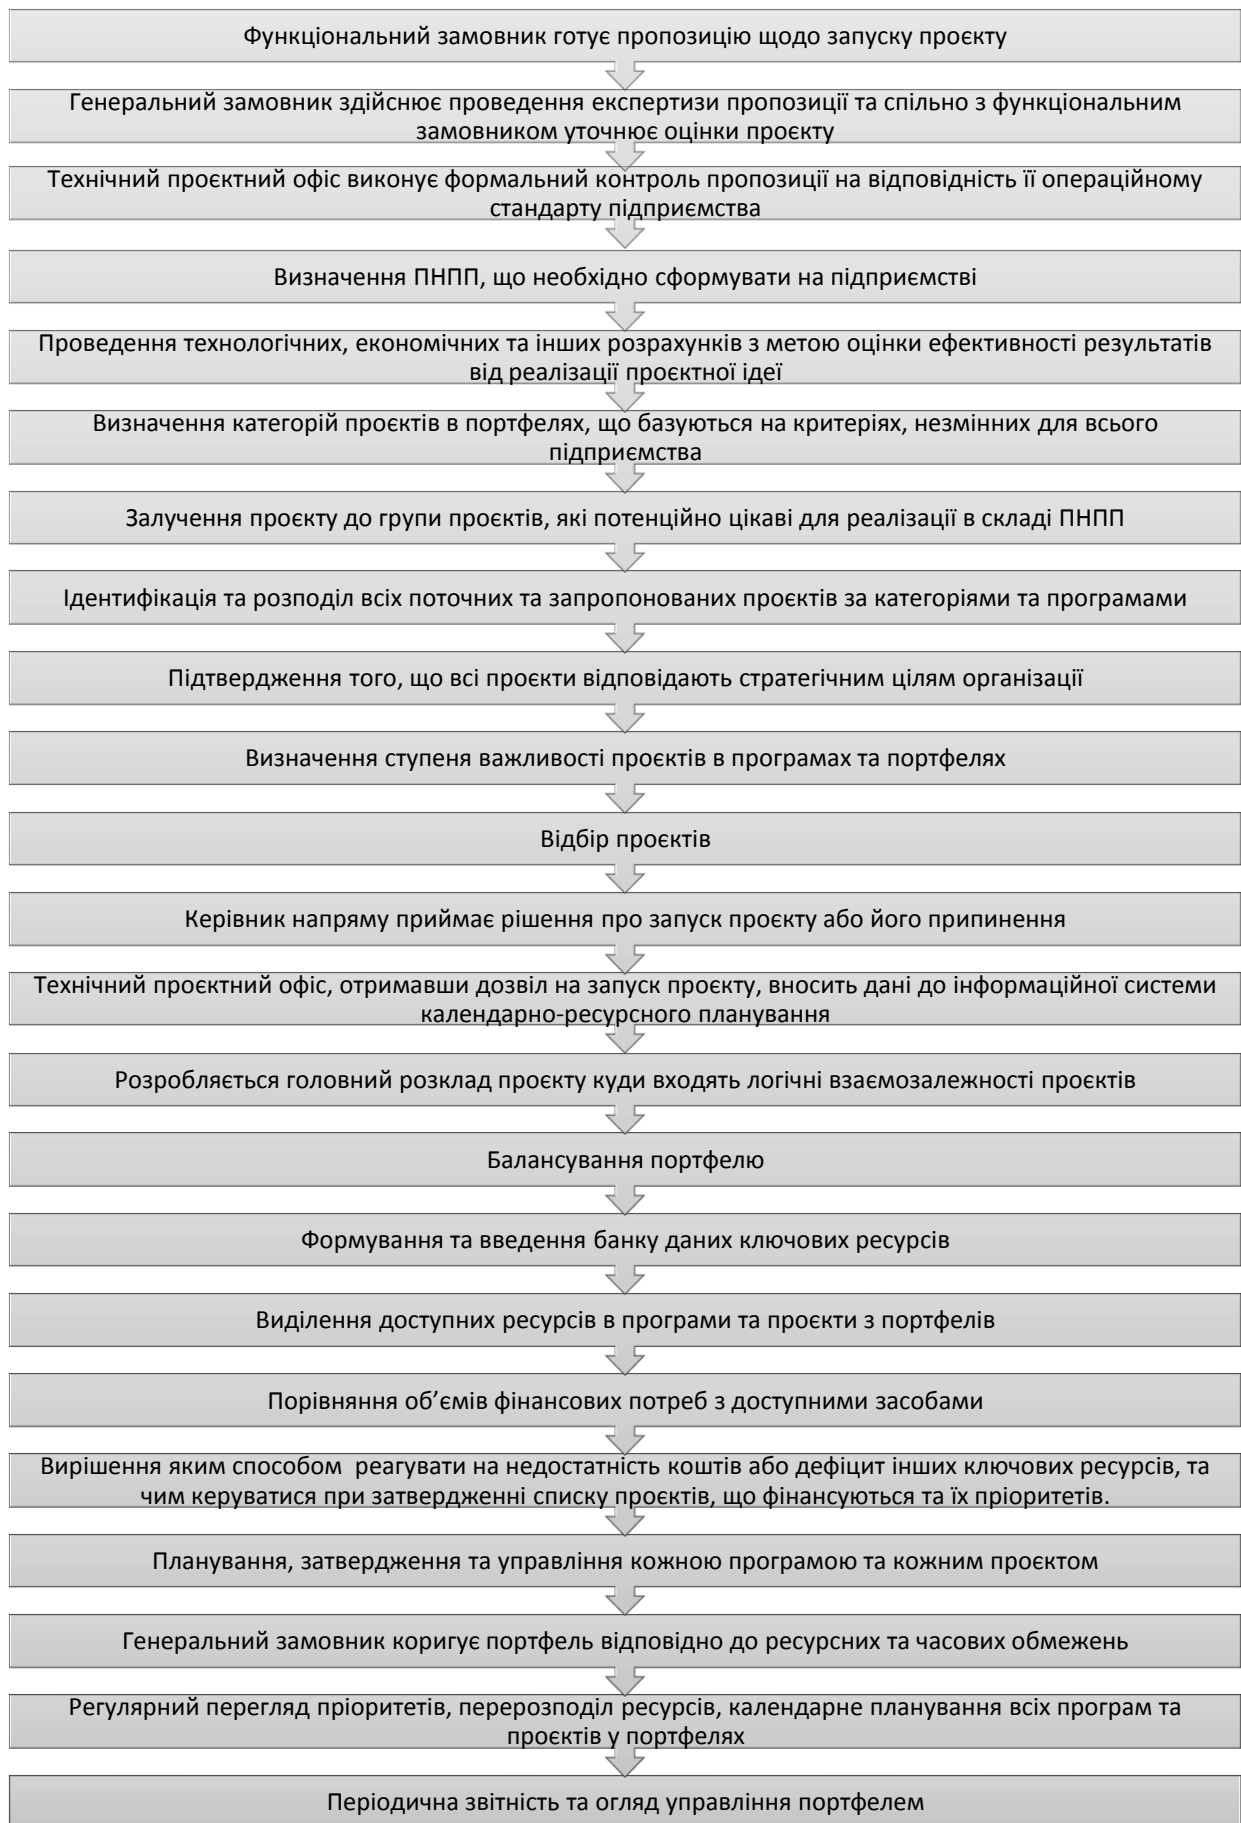 Функціональний замовник готує пропозицію щодо запуску проєкту
Генеральний замовник здійснює проведення експертизи пропозиції та спільно з функціональним
замовником уточнює оцінки проєкту
Технічний проєктний офіс виконує формальний контроль пропозиції на відповідність її операційному
стандарту підприємства
Визначення ПНПП, що необхідно сформувати на підприємстві
Проведення технологічних, економічних та інших розрахунків з метою оцінки ефективності результатів
від реалізації проєктної ідеї
Визначення категорій проєктів в портфелях, що базуються на критеріях, незмінних для всього
підприємства
Залучення проєкту до групи проєктів, які потенційно цікаві для реалізації в складі ПНПП
Ідентифікація та розподіл всіх поточних та запропонованих проєктів за категоріями та програмами
Підтвердження того, що всі проєкти відповідають стратегічним цілям організації
Визначення ступеня важливості проєктів в програмах та портфелях
Відбір проєктів
Керівник напряму приймає рішення про запуск проєкту або його припинення
Технічний проєктний офіс, отримавши дозвіл на запуск проєкту, вносить дані до інформаційної системи
календарно-ресурсного планування
Розробляється головний розклад проєкту куди входять логічні взаємозалежності проєктів
Балансування портфелю
Формування та введення банку даних ключових ресурсів
Виділення доступних ресурсів в програми та проєкти з портфелів
Порівняння об’ємів фінансових потреб з доступними засобами
Вирішення яким способом  реагувати на недостатність коштів або дефіцит інших ключових ресурсів, та
чим керуватися при затвердженні списку проєктів, що фінансуються та їх пріоритетів.
Планування, затвердження та управління кожною програмою та кожним проєктом
Генеральний замовник коригує портфель відповідно до ресурсних та часових обмежень
Регулярний перегляд пріоритетів, перерозподіл ресурсів, календарне планування всіх програм та
проєктів у портфелях
Періодична звітність та огляд управління портфелем